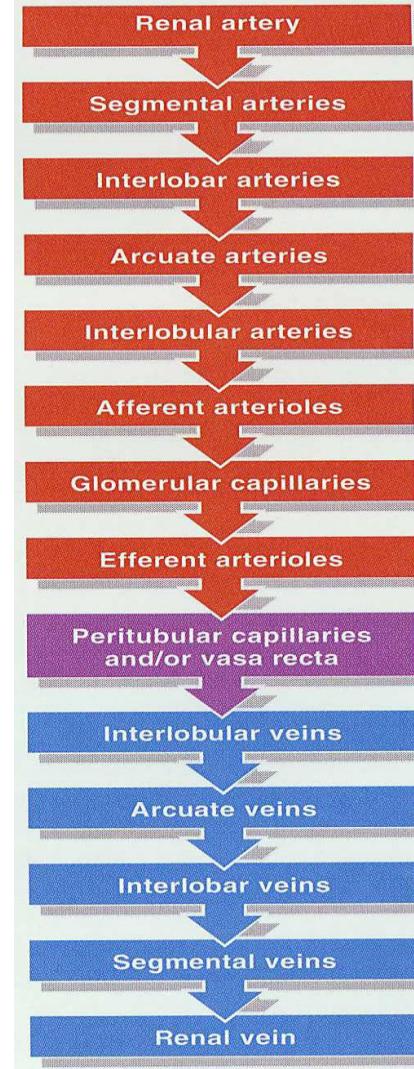 Renal artery
Segmental arteries
Interlobar arteries
Arcuate arteries
Interlobular arteries
Afferent arterioles
Glomerular capillaries
Efferent arterioles
Peritubular capillaries
and/or vasa recta
Interlobular veins
Arcuate veins
Interlobar veins
Segmental veins
Renal vein